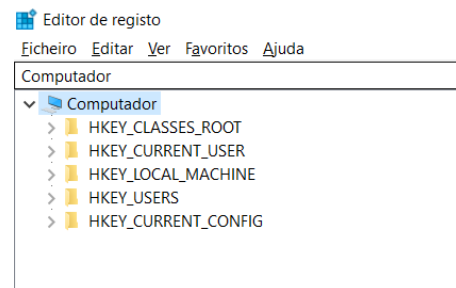 Editor de registo
Ficheiro Editar Ver Favoritos Ajuda
Computador
Computador
HKEY_CLASSES_ROOT
HKEY_CURRENT_USER
HKEY_LOCAL_MACHINE
HKEY_USERS
HKEY_CURRENT_CONFIG